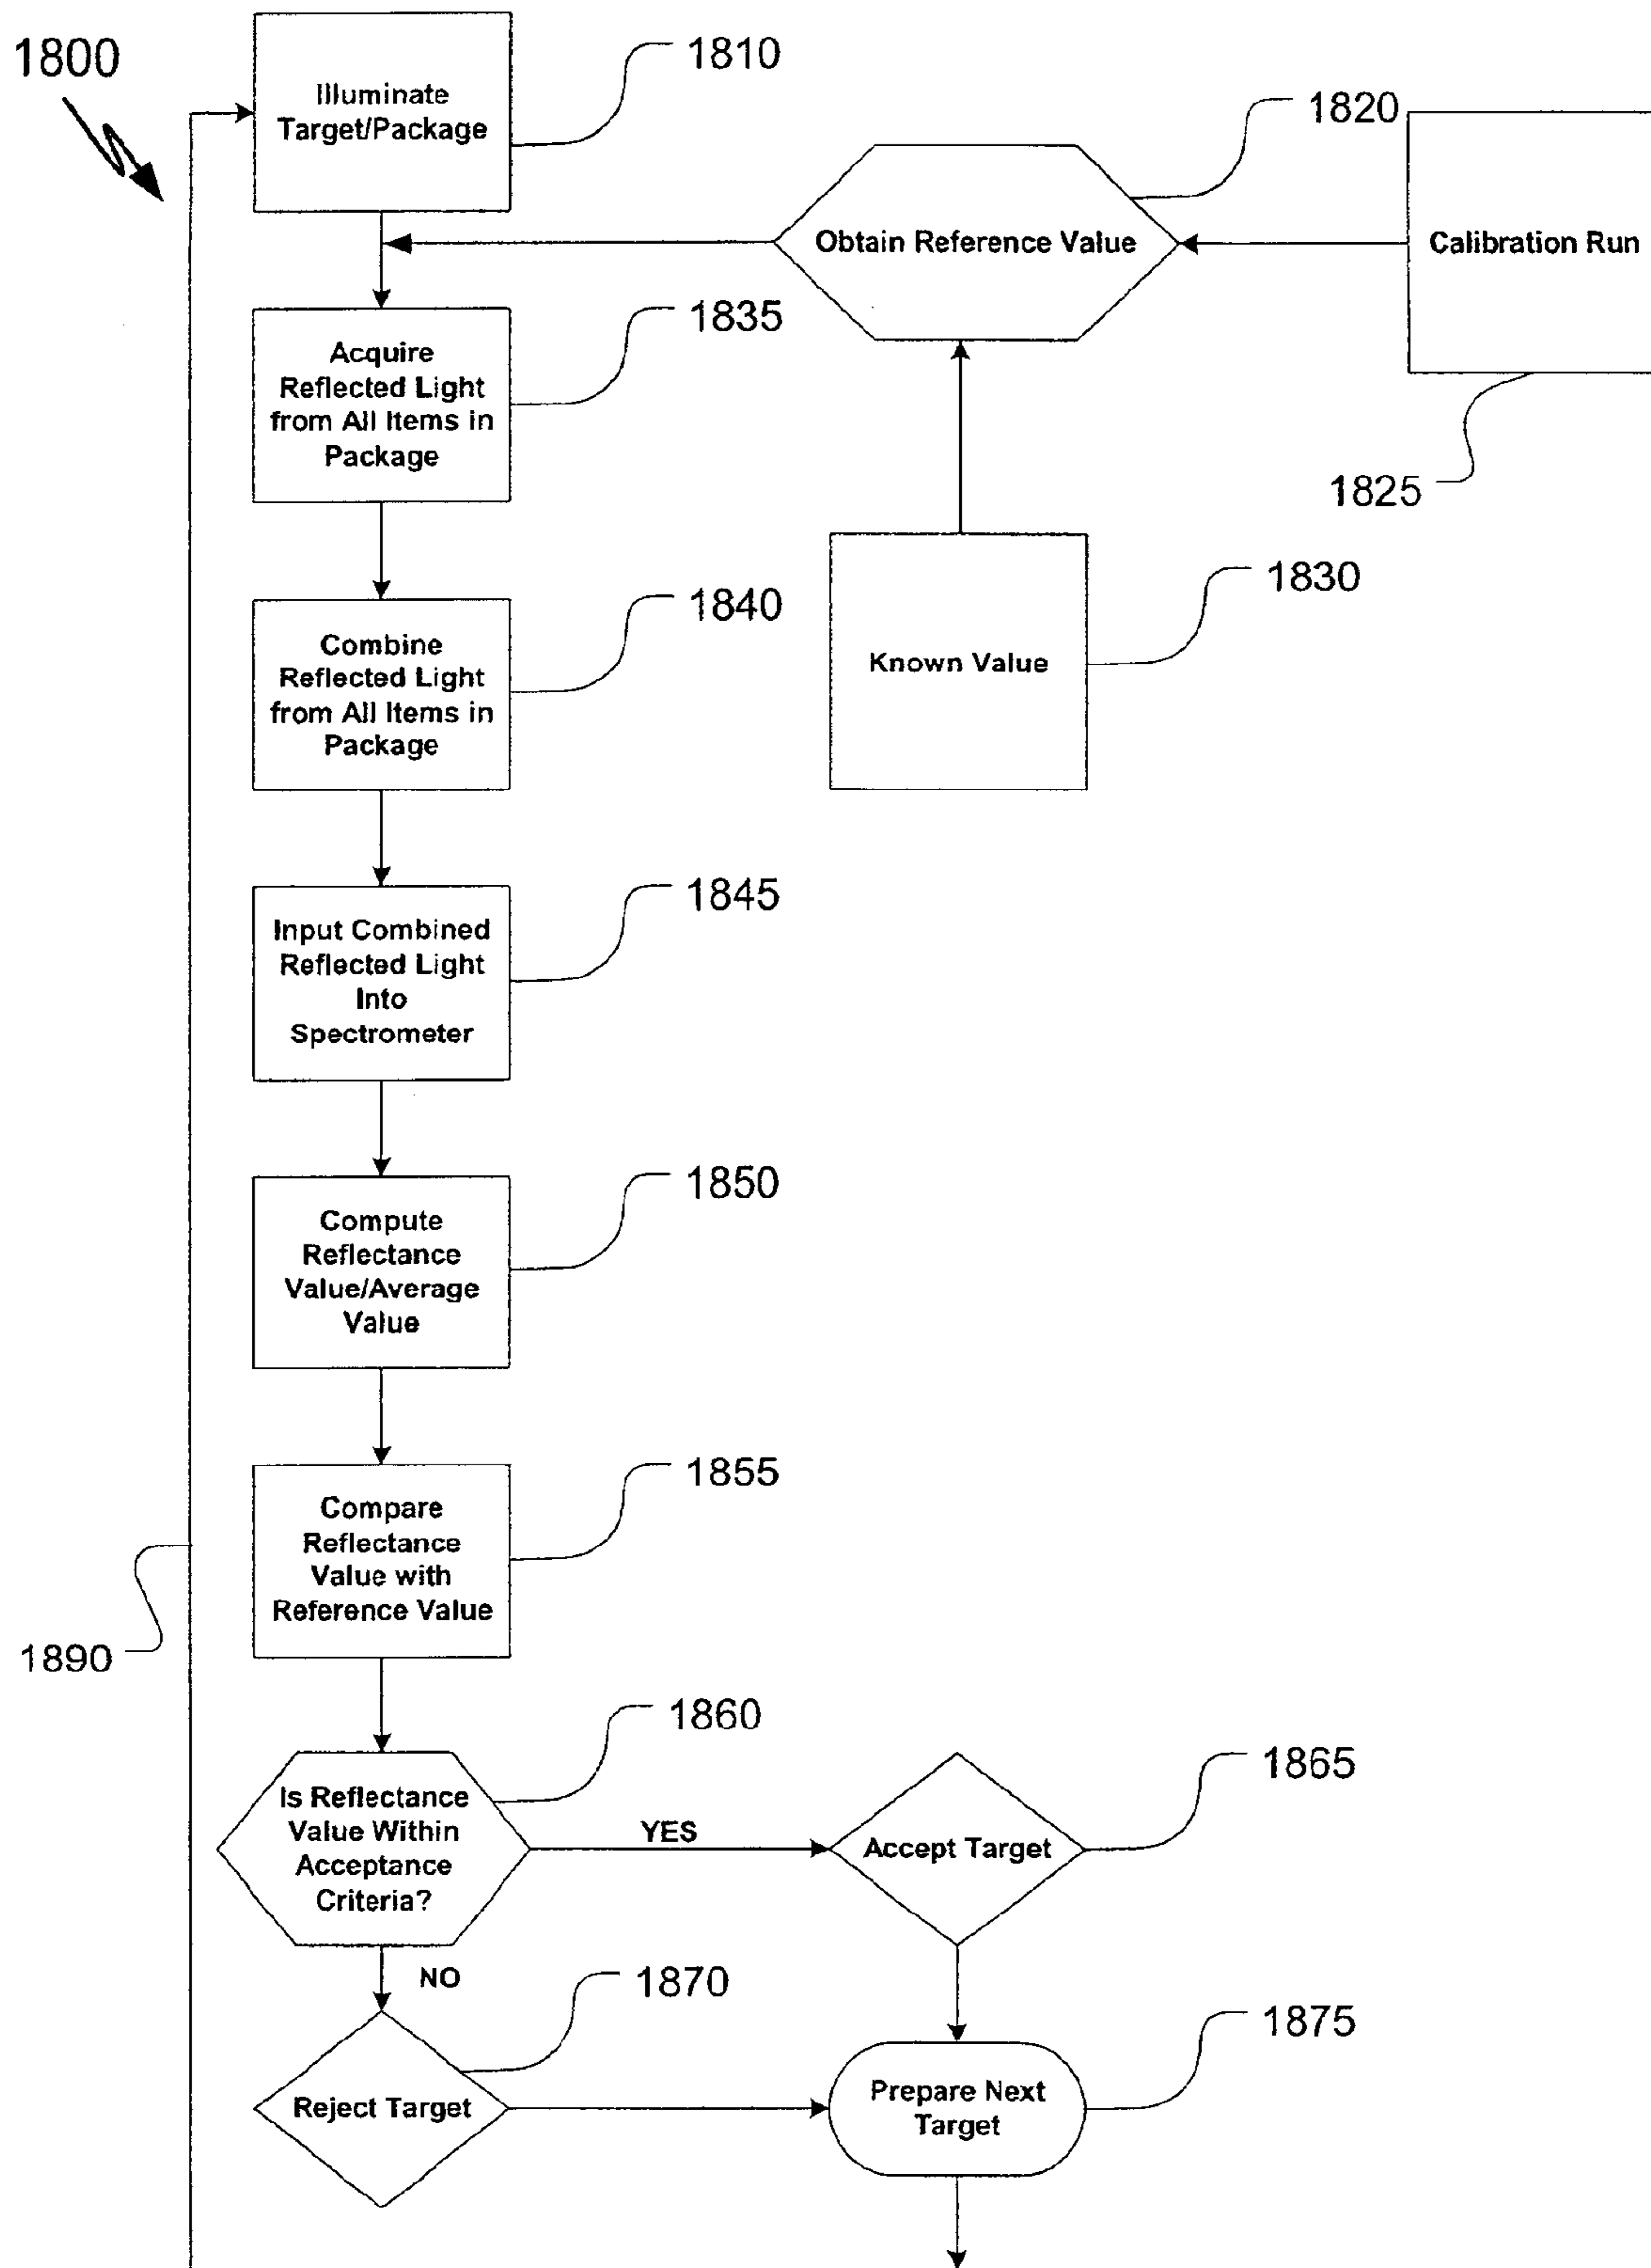 1800
Illuminate
Target/Package
1810
1820
Obtain Reference Value
Calibration Run
1825
Acquire
Reflected Light
from All Items in
Package
1835
Known Value
1830
Combine
Reflected Light
from All Items in
Package
1840
Input Combined
Reflected Light
Into
Spectrometer
1845
Compute
Reflectance
Value/Average
Value
1850
Compare
Reflectance
Value with
Reference Value
1855
1890
Is Reflectance
Value Within
Acceptance
Criteria?
1860
YES
Accept Target
1865
NO
Reject Target
1870
Prepare Next
Target
1875